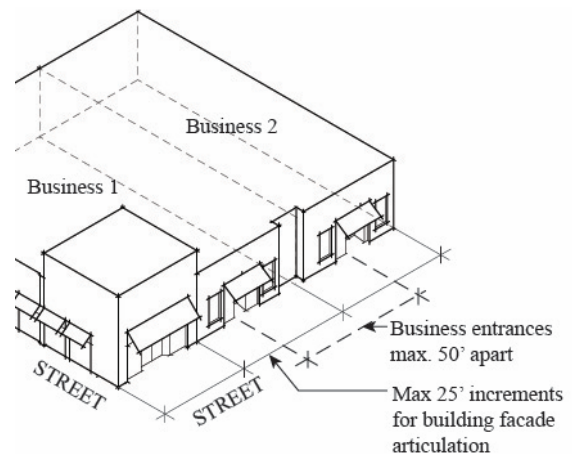 Business 2
Business 1
Business entrances
max. 50’ apart
STREET
STREET
Max 25’ increments
for building facade
articulation